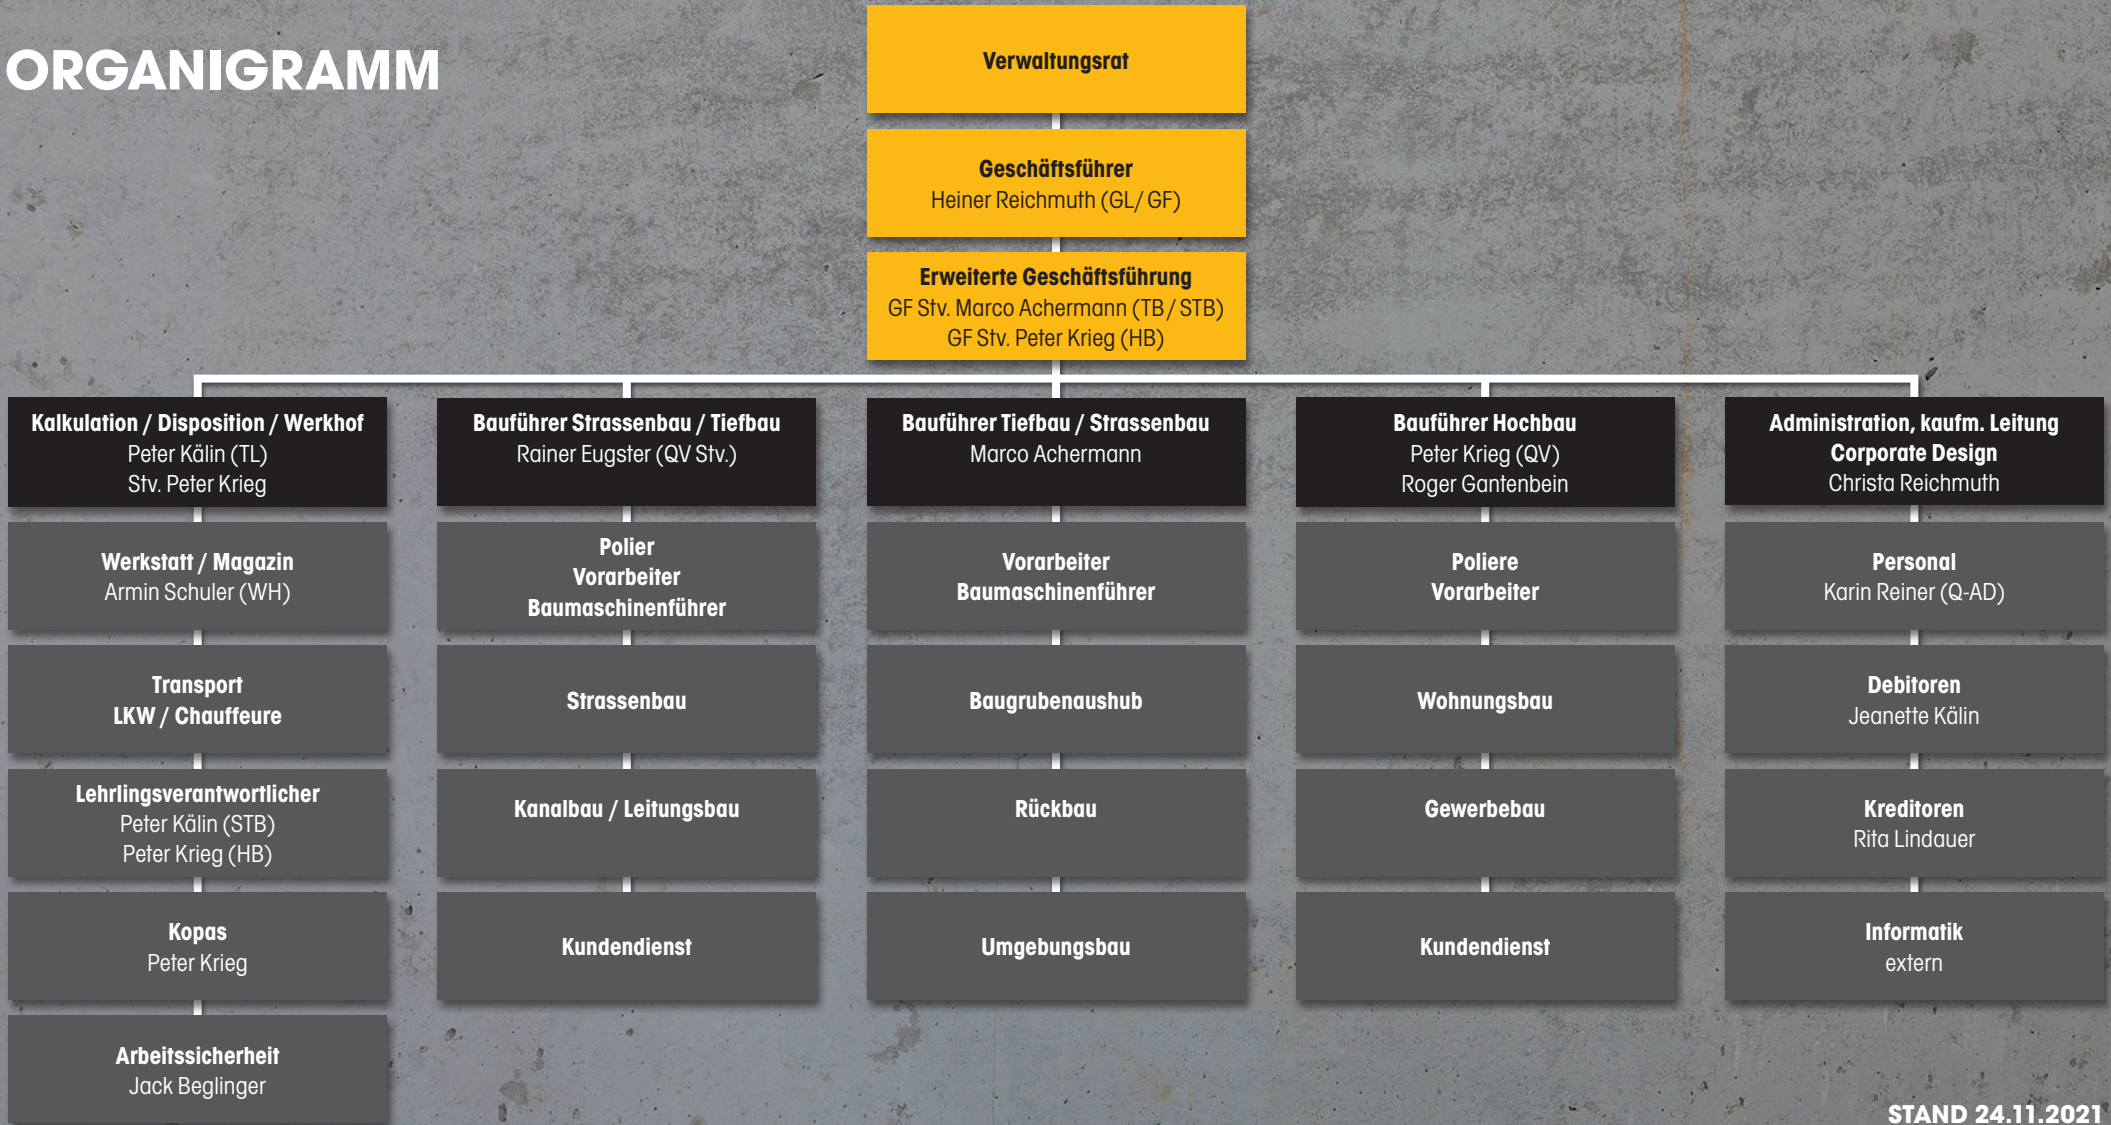 ORGANIGRAMM
Verwaltungsrat
Geschäftsführer
Heiner Reichmuth (GL/ GF)
Erweiterte Geschäftsführung
GF Stv. Marco Achermann (TB / STB)
GF Stv. Peter Krieg (HB)
Kalkulation / Disposition / Werkhof
Peter Kälin (TL)
Stv. Peter Krieg
Werkstatt / Magazin
Armin Schuler (WH)
Transport
LKW / Chauffeure
Lehrlingsverantwortlicher
Peter Kälin (STB)
Peter Krieg (HB)
Kopas
Peter Krieg
Arbeitssicherheit
Jack Beglinger
Bauführer Strassenbau / Tiefbau
Rainer Eugster (QV Stv.)
Polier
Vorarbeiter
Baumaschinenführer
Strassenbau
Kanalbau / Leitungsbau
Kundendienst
Bauführer Tiefbau / Strassenbau
Marco Achermann
Vorarbeiter
Baumaschinenführer
Baugrubenaushub
Rückbau
Umgebungsbau
Bauführer Hochbau
Peter Krieg (QV)
Roger Gantenbein
Poliere
Vorarbeiter
Wohnungsbau
Gewerbebau
Kundendienst
Administration, kaufm. Leitung
Corporate Design
Christa Reichmuth
Personal
Karin Reiner (Q-AD)
Debitoren
Jeanette Kälin
Kreditoren
Rita Lindauer
Informatik
extern
STAND 24.11.2021